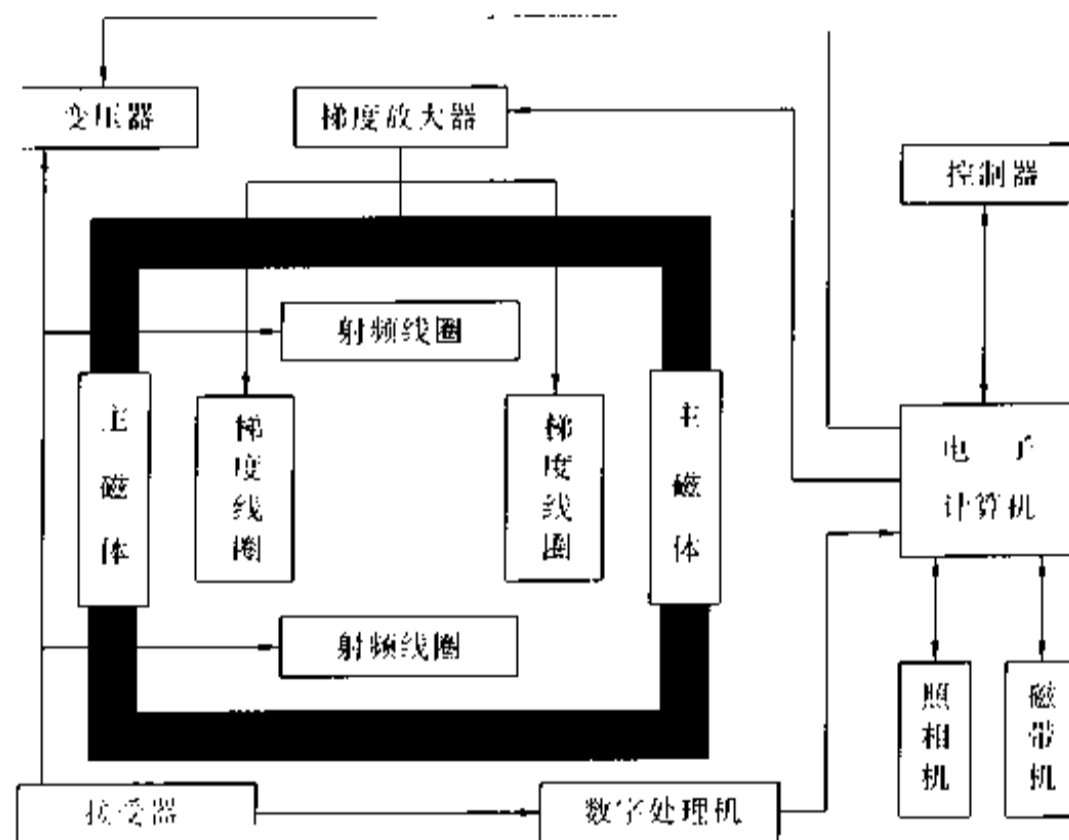 变压器
梯度放大器
控制器
射频线圈
主磁体
梯度线圈
梯度线圈
主磁体
电子
计算机
射频线圈
照相机
磁带机
接受器
数字处理机